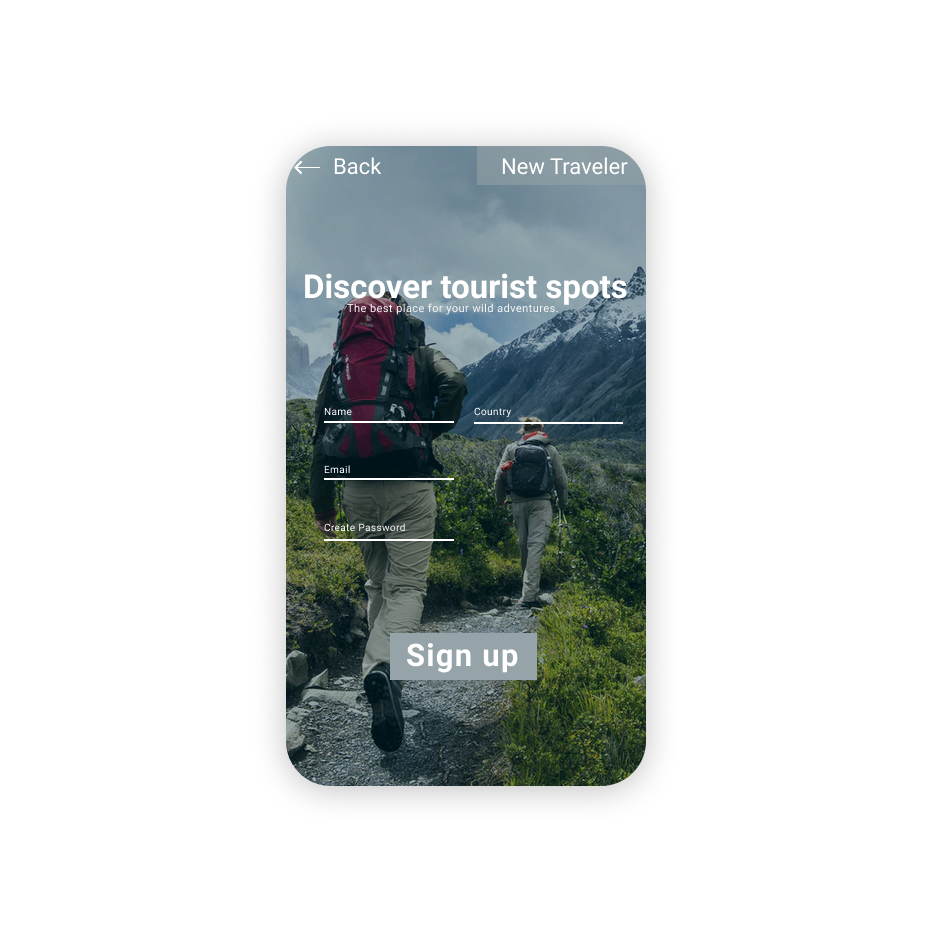 Back
New Traveler
Discover tourist spots
The best place for your wild adventures.
Name
Country
Email
Create Password
Sign up